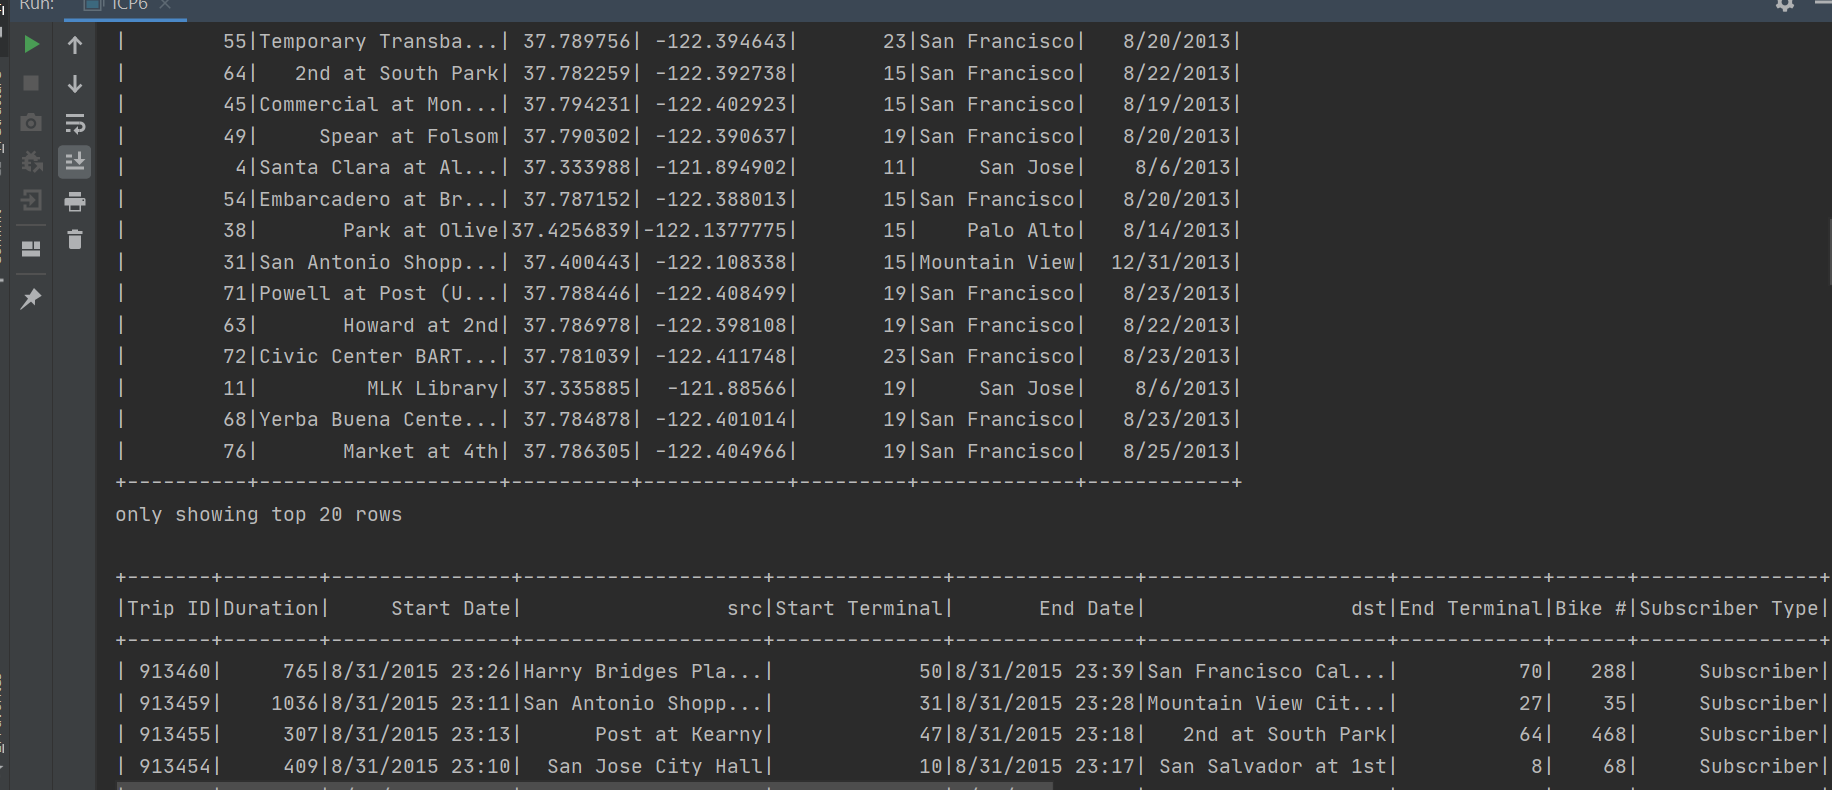 Run: ICP6
|        55|Temporary Transba...| 37.789756| -122.394643|       23|San Francisco|   8/20/2013|
|        64|   2nd at South Park| 37.782259| -122.392738|       15|San Francisco|   8/22/2013|
|        45|Commercial at Mon...| 37.794231| -122.402923|       15|San Francisco|   8/19/2013|
|        49|     Spear at Folsom| 37.790302| -122.390637|       19|San Francisco|   8/20/2013|
|         4|Santa Clara at Al...| 37.333988| -121.894902|       11|     San Jose|    8/6/2013|
|        54|Embarcadero at Br...| 37.787152| -122.388013|       15|San Francisco|   8/20/2013|
|        38|       Park at Olive|37.4256839|-122.1377775|       15|    Palo Alto|   8/14/2013|
|        31|San Antonio Shopp...| 37.400443| -122.108338|       15|Mountain View|  12/31/2013|
|        71|Powell at Post (U...| 37.788446| -122.408499|       19|San Francisco|   8/23/2013|
|        63|       Howard at 2nd| 37.786978| -122.398108|       19|San Francisco|   8/22/2013|
|        72|Civic Center BART...| 37.781039| -122.411748|       23|San Francisco|   8/23/2013|
|        11|         MLK Library| 37.335885|  -121.88566|       19|     San Jose|    8/6/2013|
|        68|Yerba Buena Cente...| 37.784878| -122.401014|       19|San Francisco|   8/23/2013|
|        76|       Market at 4th| 37.786305| -122.404966|       19|San Francisco|   8/25/2013|
+----------+--------------------+----------+------------+---------+-------------+------------+
only showing top 20 rows
+-------+--------+---------------+--------------------+--------------+---------------+--------------------+------------+------+---------------+
|Trip ID|Duration|     Start Date|                 src|Start Terminal|       End Date|                 dst|End Terminal|Bike #|Subscriber Type|
+-------+--------+---------------+--------------------+--------------+---------------+--------------------+------------+------+---------------+
| 913460|     765|8/31/2015 23:26|Harry Bridges Pla...|            50|8/31/2015 23:39|San Francisco Cal...|          70|   288|     Subscriber|
| 913459|    1036|8/31/2015 23:11|San Antonio Shopp...|            31|8/31/2015 23:28|Mountain View Cit...|          27|    35|     Subscriber|
| 913455|     307|8/31/2015 23:13|      Post at Kearny|            47|8/31/2015 23:18|   2nd at South Park|          64|   468|     Subscriber|
| 913454|     409|8/31/2015 23:10|  San Jose City Hall|            10|8/31/2015 23:17| San Salvador at 1st|           8|    68|     Subscriber|